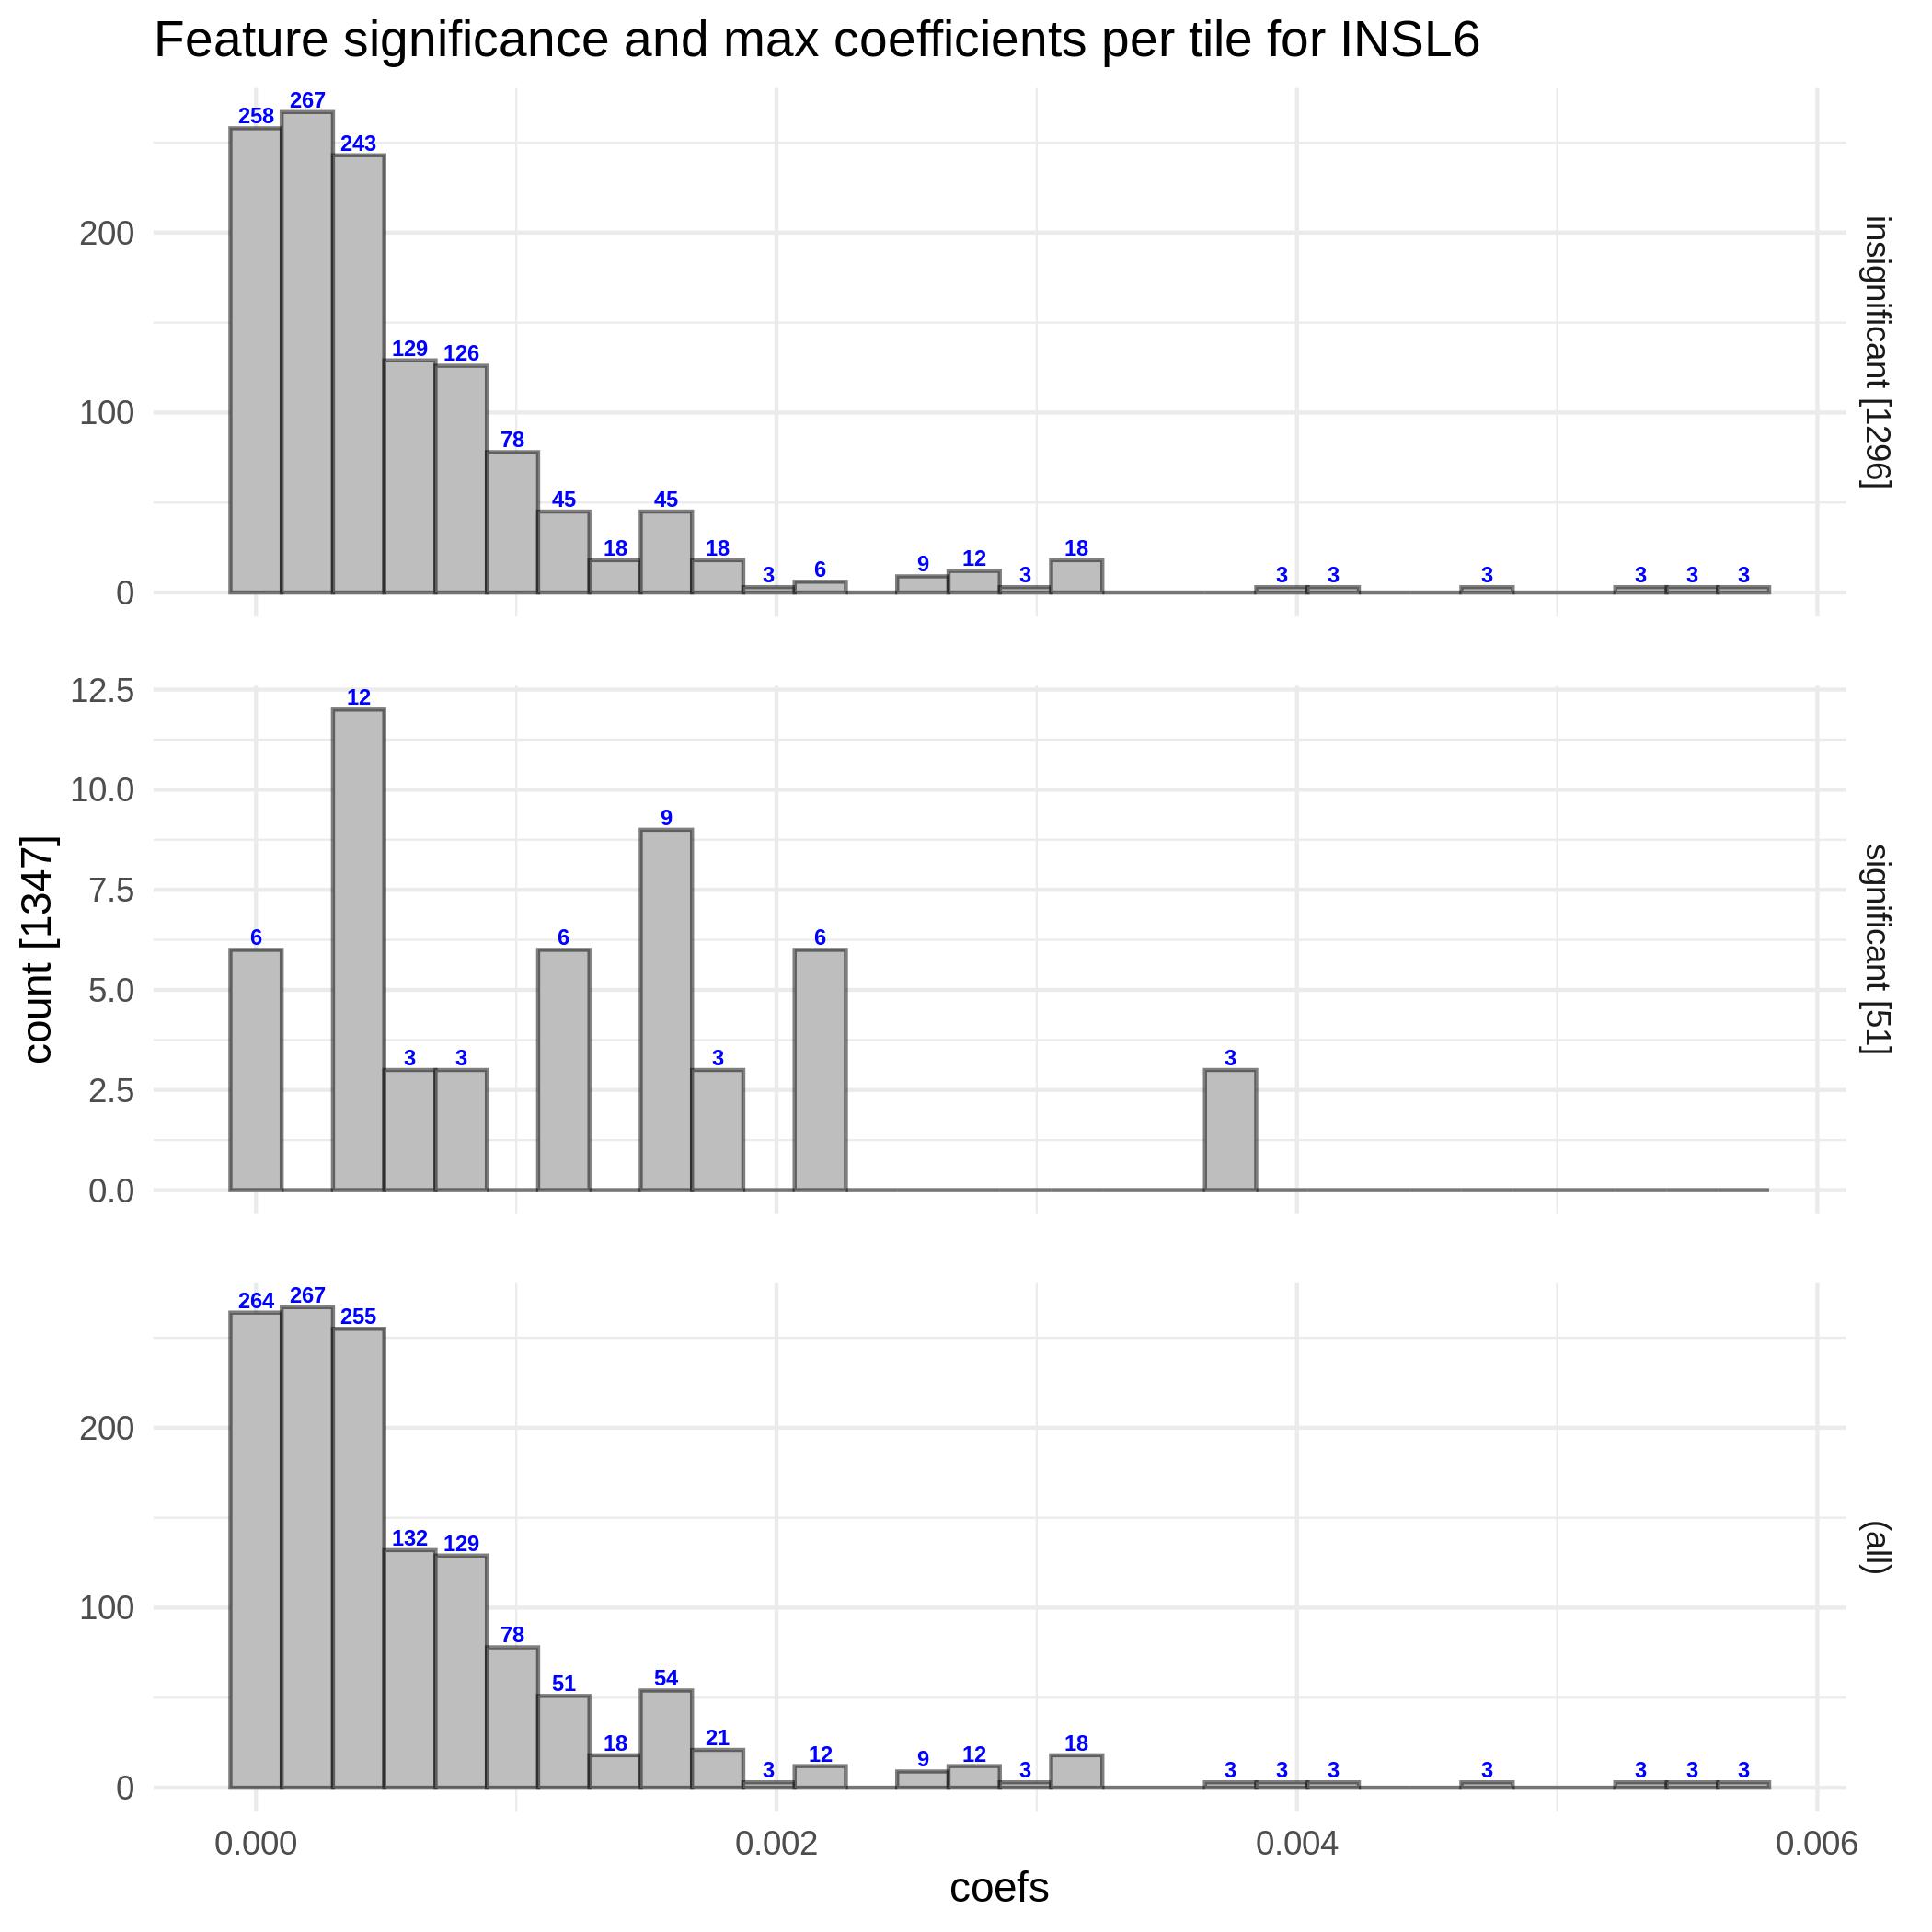 Feature significance and max coefficients per tile for INSL6
258 267 243 129 126 78 45 18 45 18 3 6 9 12 3 18 3 3 3 3 3 3
200
100
0
insignificant [1296]
12.5
10.0
7.5
5.0
2.5
0.0
6 12 3 3 6 9 3 6 3
significant [51]
count [1347]
264 267 255 132 129 78 51 18 54 21 3 12 9 12 3 18 3 3 3 3 3 3 3
200
100
0
(all)
0.000 0.002 0.004 0.006
coefs